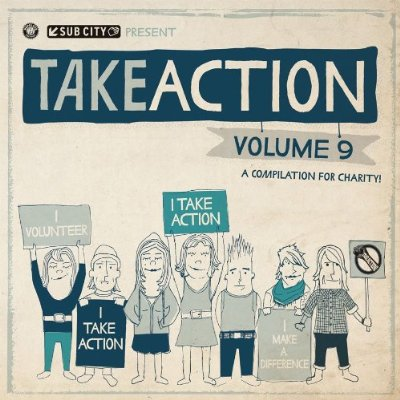 SUB CITY PRESENT
TAKEACTION
VOLUME 9
A COMPILATION FOR CHARITY!
I VOLUNTEER
I TAKE ACTION
I TAKE ACTION
I MAKE A DIFFERENCE